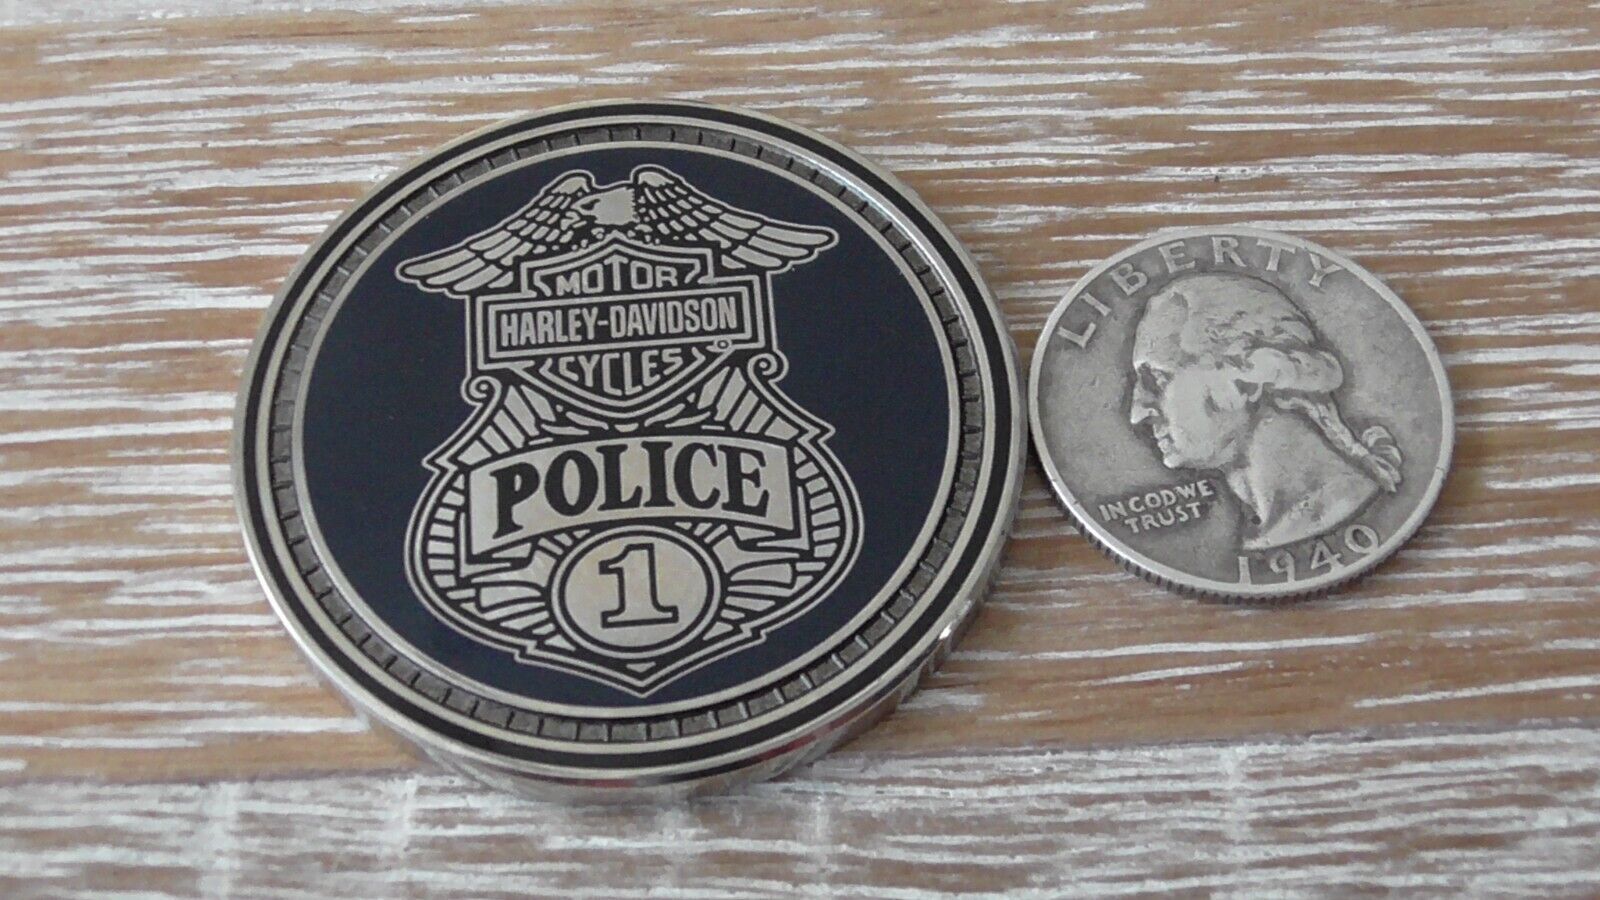 MOTOR
HARLEY-DAVIDSON
CYCLES
POLICE
1
LIBERTY
IN GOD WE
TRUST
1940